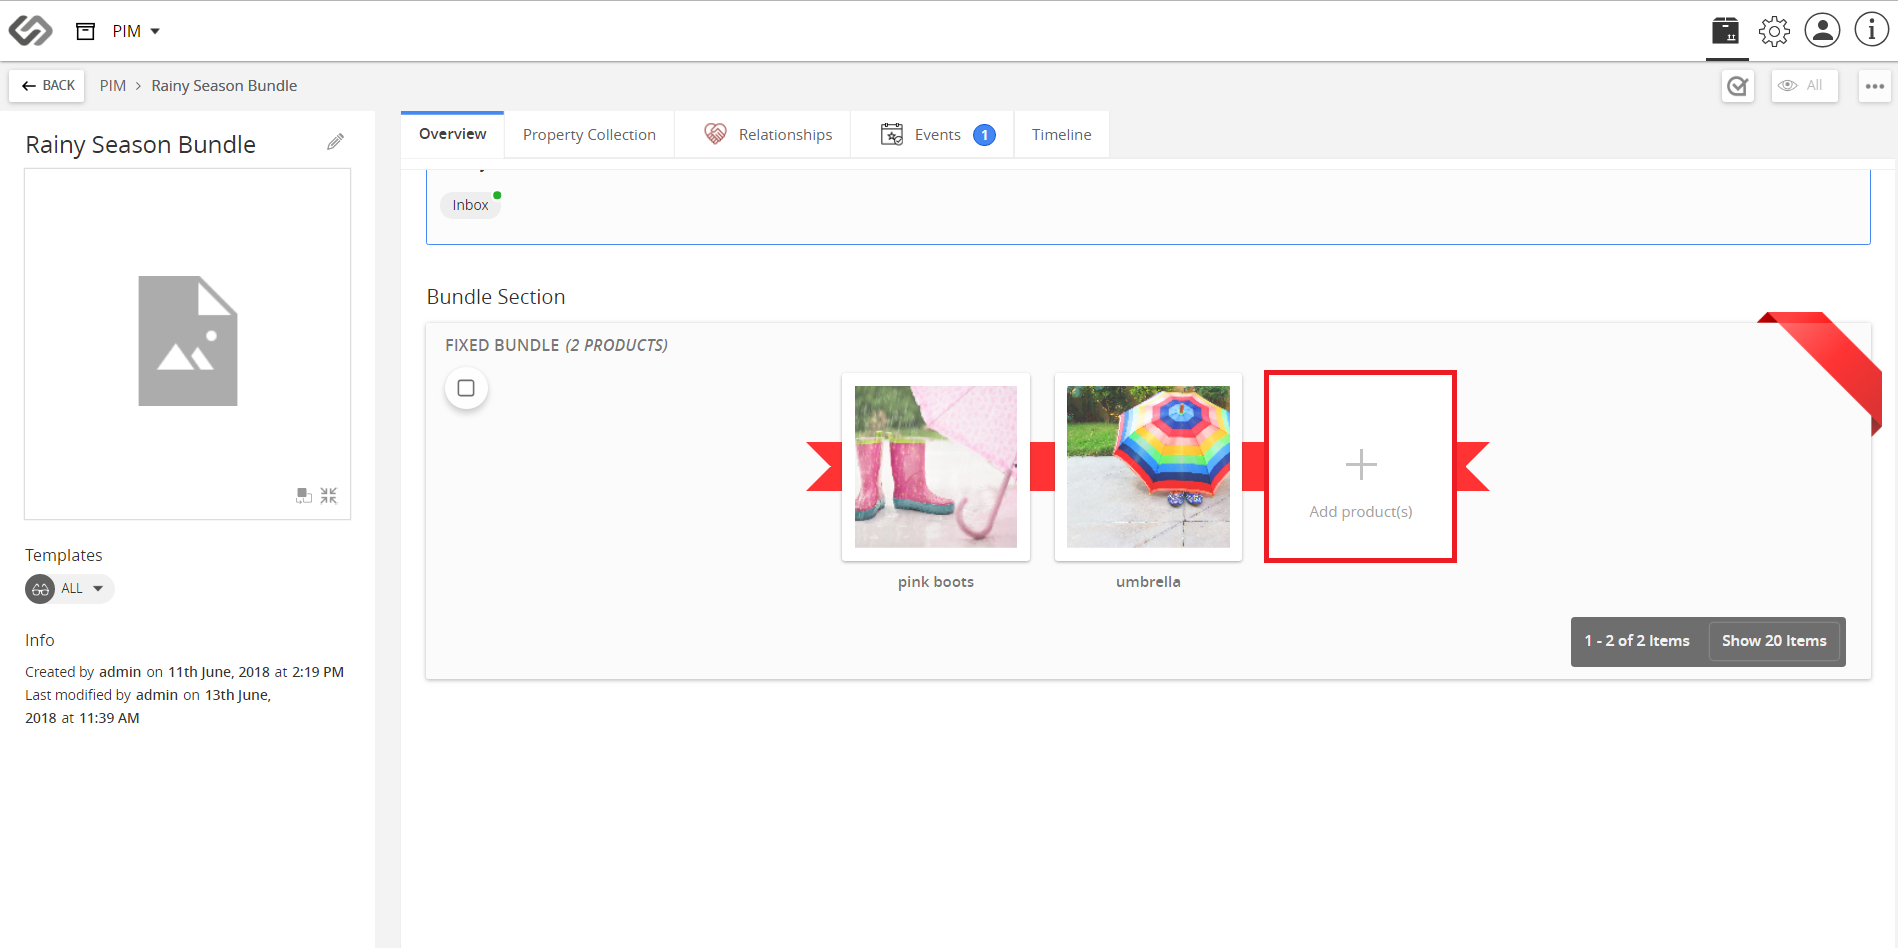 PIM
BACK
PIM > Rainy Season Bundle
All
Rainy Season Bundle
Overview
Property Collection
Relationships
Events 1
Timeline
Inbox
Bundle Section
FIXED BUNDLE (2 PRODUCTS)
Add product(s)
pink boots
umbrella
1 - 2 of 2 Items
Show 20 Items
Templates
ALL
Info
Created by admin on 11th June, 2018 at 2:19 PM
Last modified by admin on 13th June,
2018 at 11:39 AM